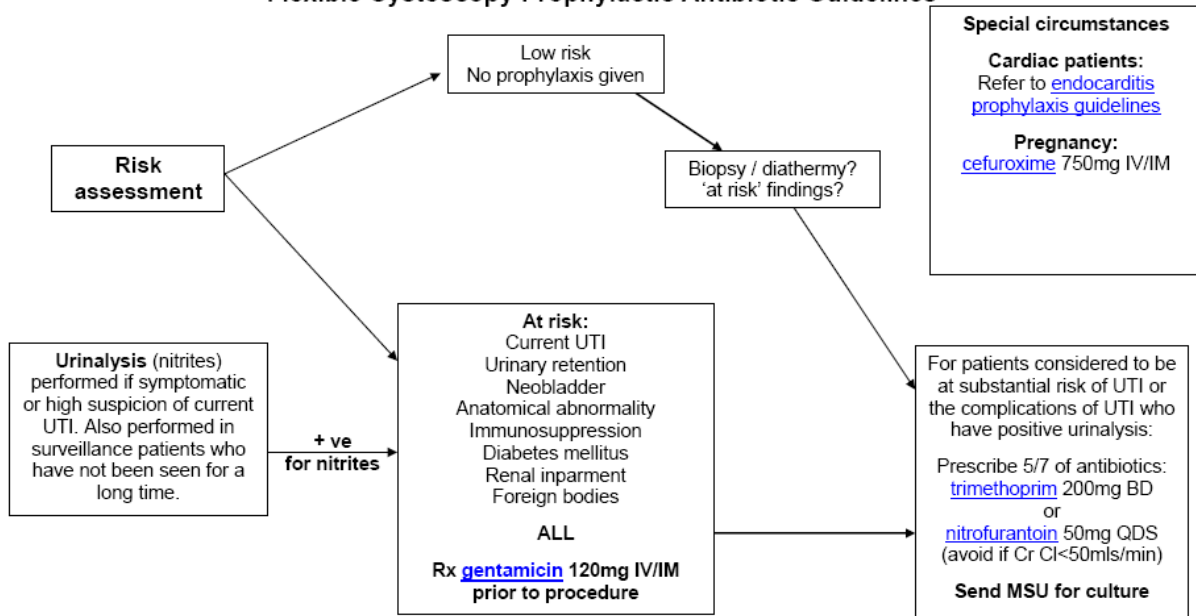 Flexible Cystoscopy Prophylactic Antibiotic Guidelines
Low risk
No prophylaxis given
Special circumstances
Cardiac patients:
Refer to endocarditis
prophylaxis guidelines
Pregnancy:
cefuroxime 750mg IV/IM
Risk
assessment
Biopsy / diathermy?
‘at risk’ findings?
Urinalysis (nitrites)
performed if symptomatic
or high suspicion of current
UTI. Also performed in
surveillance patients who
have not been seen for a
long time.
+ ve
for nitrites
At risk:
Current UTI
Urinary retention
Neobladder
Anatomical abnormality
Immunosuppression
Diabetes mellitus
Renal inparment
Foreign bodies
ALL
Rx gentamicin 120mg IV/IM
prior to procedure
For patients considered to be
at substantial risk of UTI or
the complications of UTI who
have positive urinalysis:
Prescribe 5/7 of antibiotics:
trimethoprim 200mg BD
or
nitrofurantoin 50mg QDS
(avoid if Cr Cl<50mls/min)
Send MSU for culture